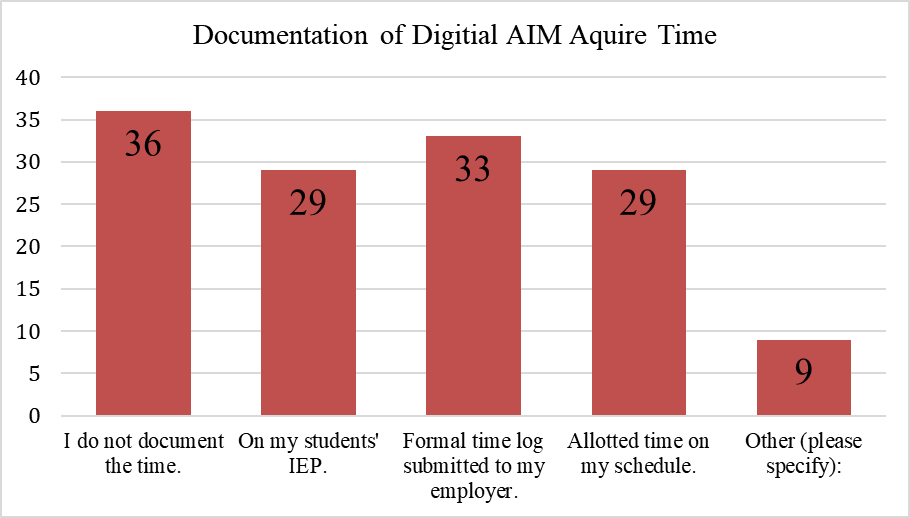 Documentation of Digitial AIM Aquire Time
40
35
30
25
20
15
10
5
0
36
29
33
29
9
I do not document
the time.
On my students'
IEP.
Formal time log
submitted to my
employer.
Allotted time on
my schedule.
Other (please
specify):